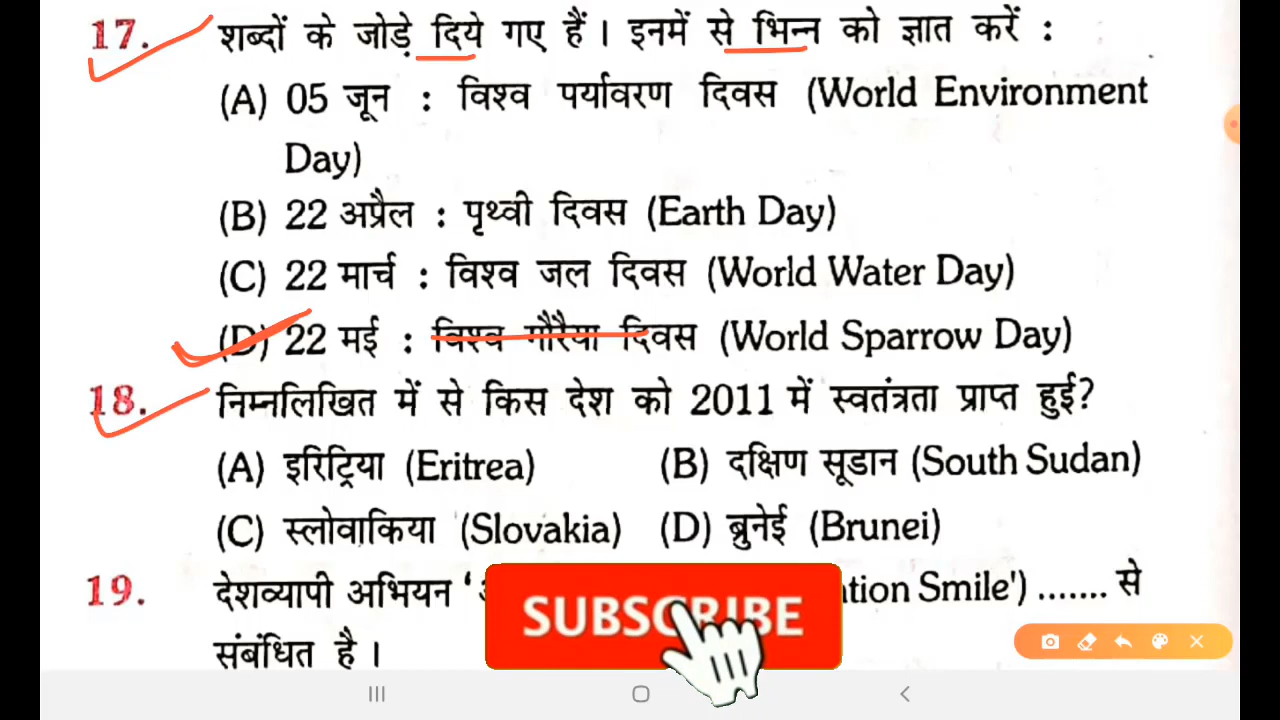 17. शब्दों के जोड़े दिये गए हैं । इनमें से भिन्न को ज्ञात करें :
(A) 05 जून : विश्व पर्यावरण दिवस (World Environment
Day)
(B) 22 अप्रैल : पृथ्वी दिवस (Earth Day)
(C) 22 मार्च : विश्व जल दिवस (World Water Day)
(D) 22 मई : विश्व गौरैया दिवस (World Sparrow Day)
18. निम्नलिखित में से किस देश को 2011 में स्वतंत्रता प्राप्त हुई?
(A) इरिट्रिया (Eritrea) (B) दक्षिण सूडान (South Sudan)
(C) स्लोवाकिया (Slovakia) (D) ब्रुनेई (Brunei)
19. देशव्यापी अभियन Smile') ....... से
SUBSCRIBE
संबंधित है ।